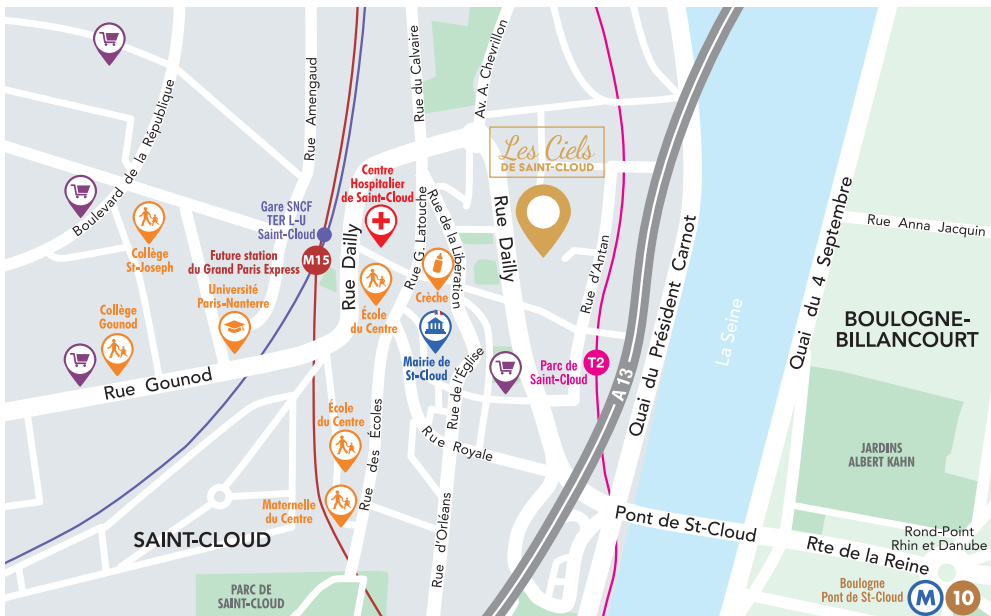 Boulevard de la République
Rue Amengaud
Rue du Calvaire
Av. A. Chevrillon
Les Ciels
DE SAINT-CLOUD
Centre
Hospitalier
de Saint-Cloud
Gare SNCF
TER L-U
Saint-Cloud
Collège
St-Joseph
Future station
du Grand Paris Express
M15
Rue Dailly
Rue G. Latouche
Rue de la Libération
Rue Dailly
Rue d'Antan
Quai du Président Carnot
La Seine
Quai du 4 Septembre
Rue Anna Jacquin
Université
Paris-Nanterre
Collège
Gounod
École
du Centre
Crèche
Mairie de
St-Cloud
Rue de l'Église
Parc de
Saint-Cloud
T2
A 13
BOULOGNE-
BILLANCOURT
Rue Gounod
École
du Centre
Rue des Écoles
Rue Royale
JARDINS
ALBERT KAHN
Maternelle
du Centre
Rue d'Orléans
SAINT-CLOUD
Pont de St-Cloud
Rte de la Reine
Rond-Point
Rhin et Danube
PARC DE
SAINT-CLOUD
Boulogne
Pont de St-Cloud
M
10